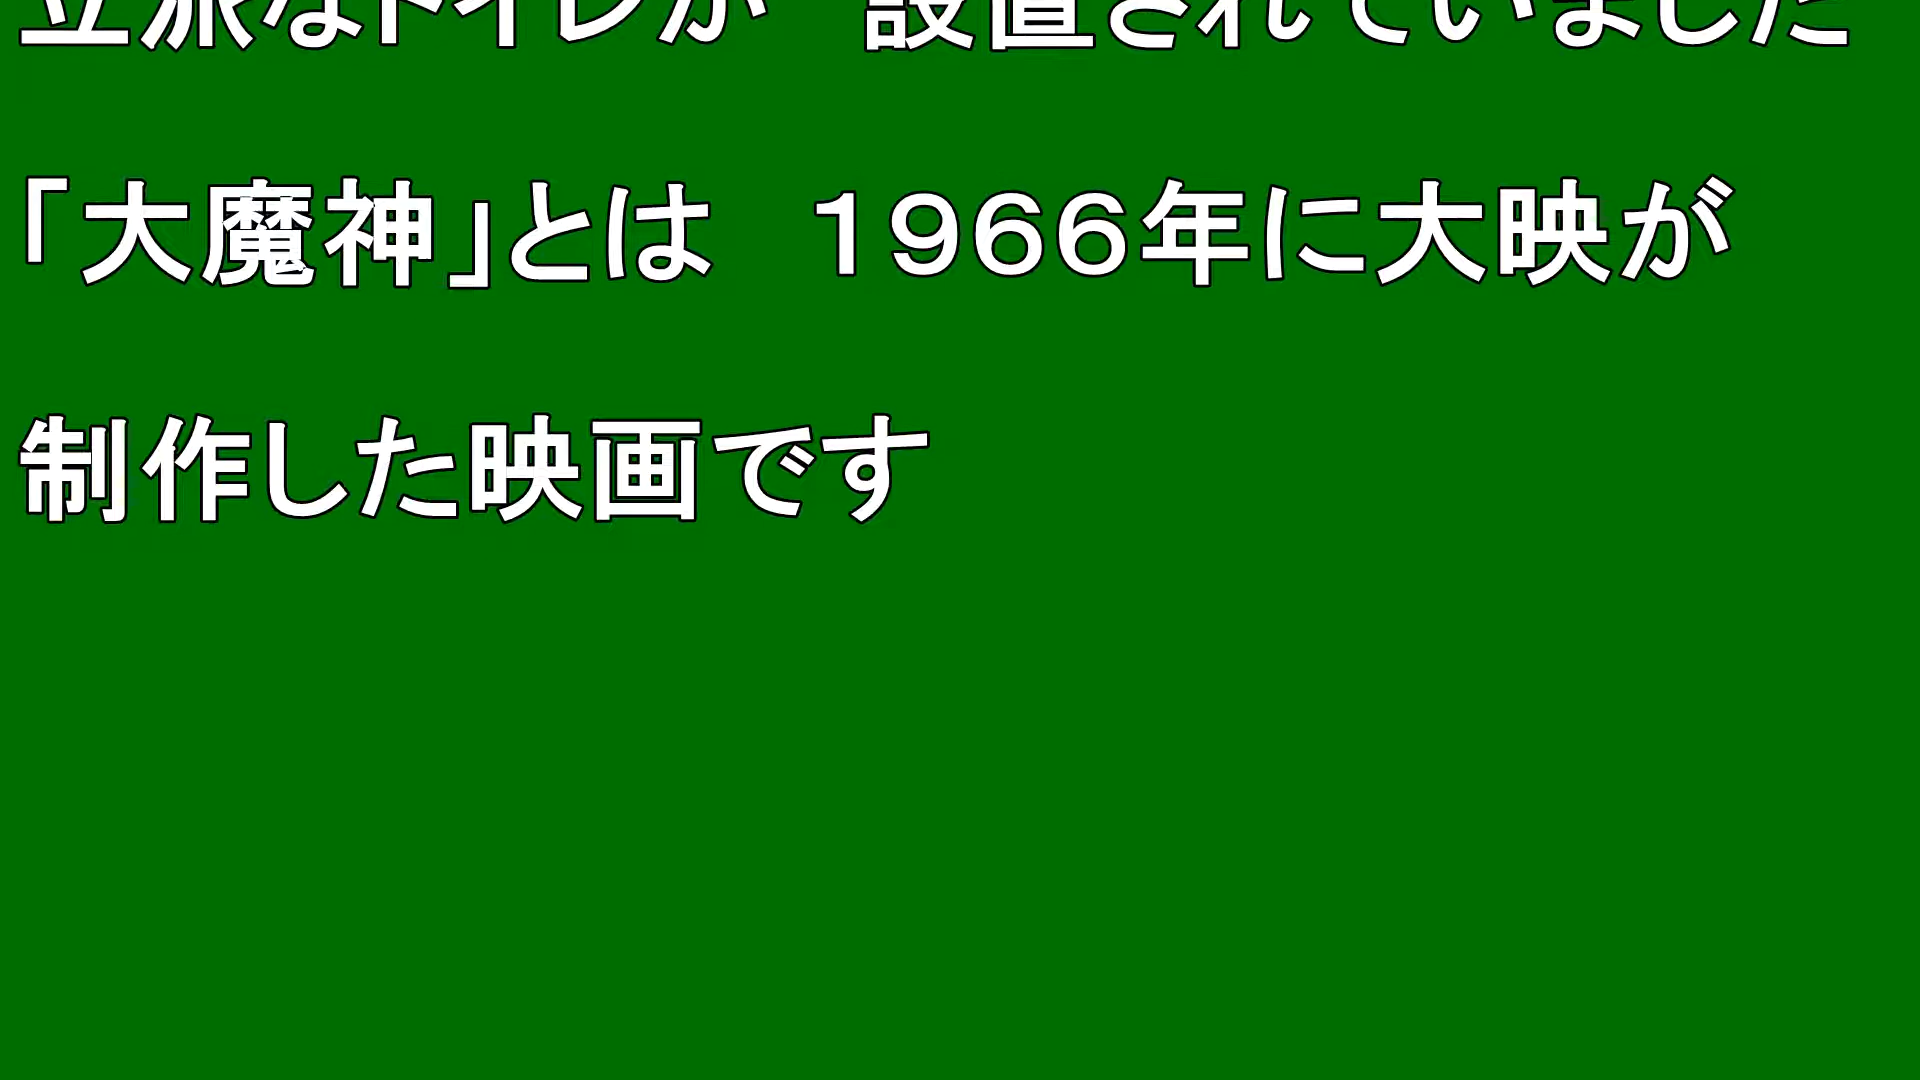 立派なトイレが　設置されていました
「大魔神」とは　１９６６年に大映が
制作した映画です